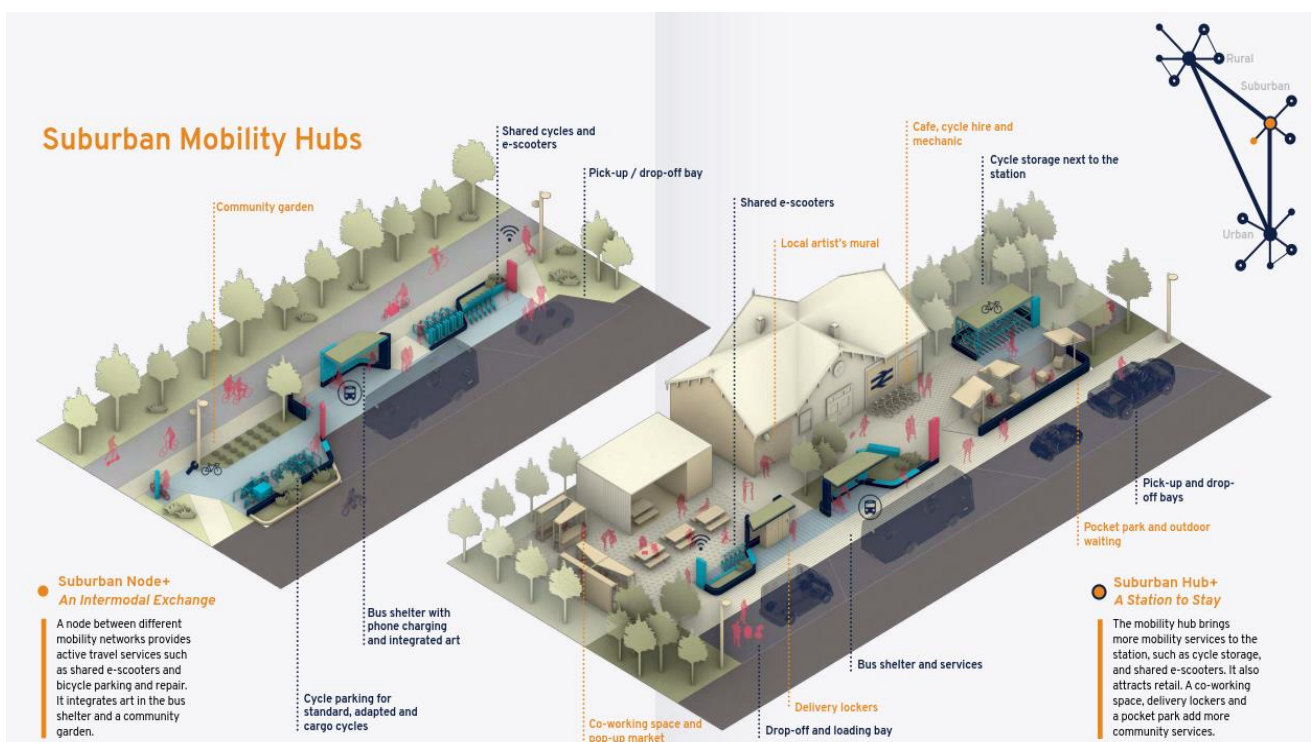 Suburban Mobility Hubs
Rural
Suburban
Urban
Community garden
Shared cycles and
e-scooters
Pick-up / drop-off bay
Shared e-scooters
Local artist's mural
Cafe, cycle hire and
mechanic
Cycle storage next to the
station
Pick-up and drop-
off bays
Pocket park and outdoor
waiting
Suburban Node+
An Intermodal Exchange
A node between different
mobility networks provides
active travel services such
as shared e-scooters and
bicycle parking and repair.
It integrates art in the bus
shelter and a community
garden.
Bus shelter with
phone charging
and integrated art
Cycle parking for
standard, adapted and
cargo cycles
Co-working space and
pop-up market
Drop-off and loading bay
Delivery lockers
Bus shelter and services
Suburban Hub+
A Station to Stay
The mobility hub brings
more mobility services to the
station, such as cycle storage,
and shared e-scooters. It also
attracts retail. A co-working
space, delivery lockers and
a pocket park add more
community services.